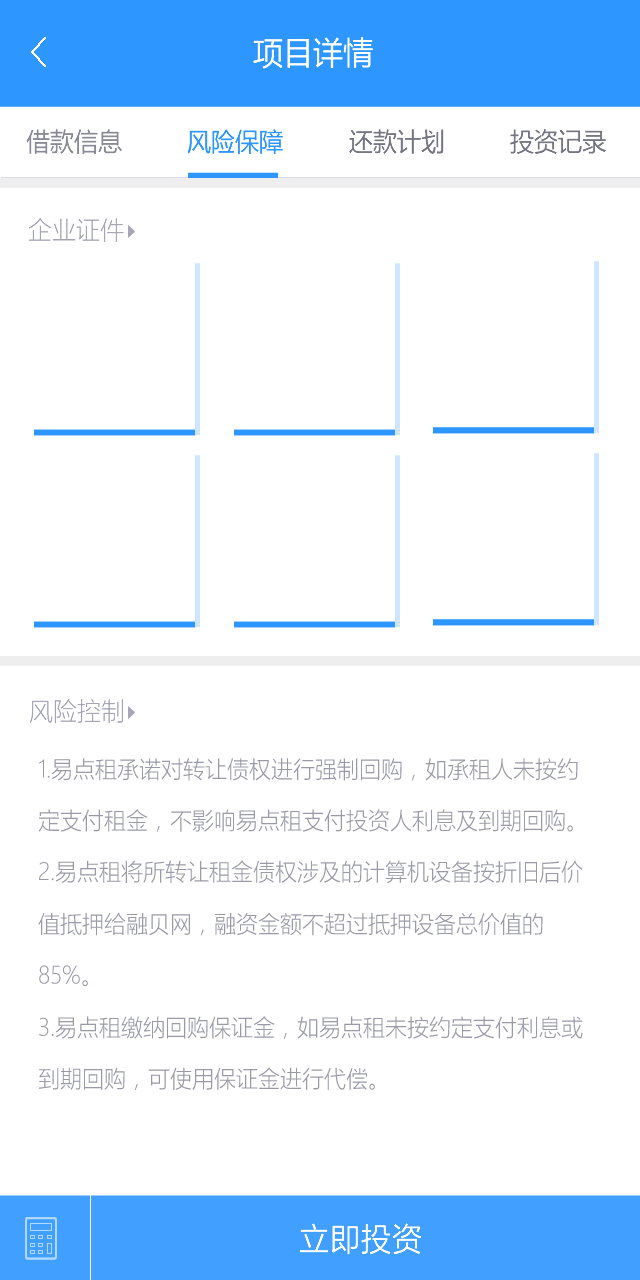 项目详情
借款信息 风险保障 还款计划 投资记录
企业证件
风险控制
1.易点租承诺对转让债权进行强制回购，如承租人未按约
定支付租金，不影响易点租支付投资人利息及到期回购。
2.易点租将所转让租金债权涉及的计算机设备按折旧后价
值抵押给融贝网，融资金额不超过抵押设备总价值的
85%。
3.易点租缴纳回购保证金，如易点租未按约定支付利息或
到期回购，可使用保证金进行代偿。
立即投资